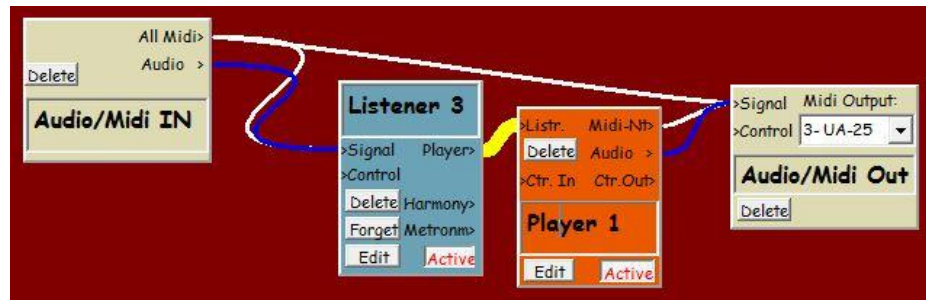 All Midi>
Audio >
Delete
Audio/Midi IN
Listener 3
>Signal Player>
>Control
Delete Harmony>
Forget Metronm>
Edit Active
>Listr. Midi-Nt>
Delete Audio >
>Ctr. In Ctr.Out>
Player 1
Edit Active
>Signal Midi Output:
>Control 3- UA-25
Audio/Midi Out
Delete